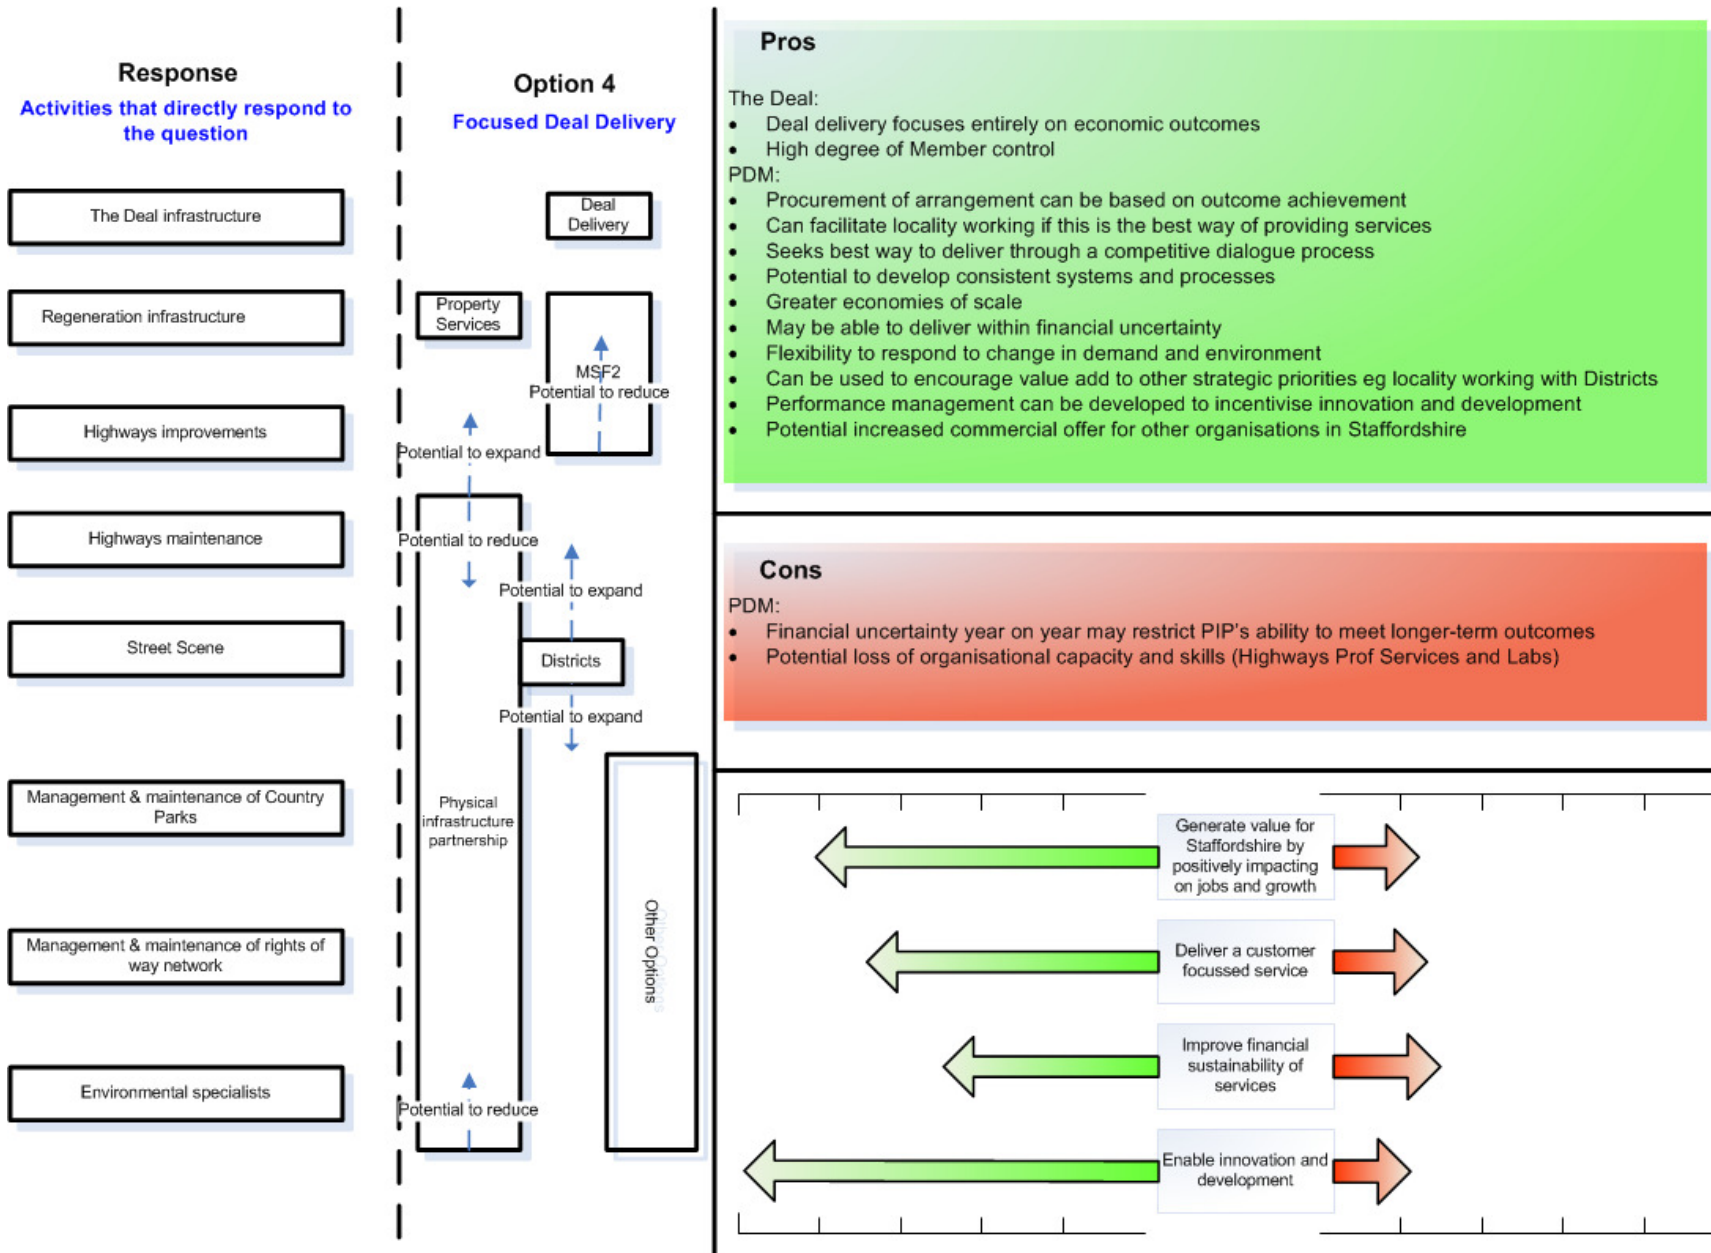 Response
Activities that directly respond to
the question
The Deal infrastructure
Regeneration infrastructure
Highways improvements
Highways maintenance
Street Scene
Management & maintenance of Country
Parks
Management & maintenance of rights of
way network
Environmental specialists
Option 4
Focused Deal Delivery
Deal
Delivery
Property
Services
MSF2
Potential to reduce
Potential to expand
Potential to reduce
Potential to expand
Districts
Potential to expand
Physical
infrastructure
partnership
Other Options
Other Options
Potential to reduce
Pros
The Deal:
• Deal delivery focuses entirely on economic outcomes
• High degree of Member control
PDM:
• Procurement of arrangement can be based on outcome achievement
• Can facilitate locality working if this is the best way of providing services
• Seeks best way to deliver through a competitive dialogue process
• Potential to develop consistent systems and processes
• Greater economies of scale
• May be able to deliver within financial uncertainty
• Flexibility to respond to change in demand and environment
• Can be used to encourage value add to other strategic priorities eg locality working with Districts
• Performance management can be developed to incentivise innovation and development
• Potential increased commercial offer for other organisations in Staffordshire
Cons
PDM:
• Financial uncertainty year on year may restrict PIP's ability to meet longer-term outcomes
• Potential loss of organisational capacity and skills (Highways Prof Services and Labs)
Generate value for
Staffordshire by
positively impacting
on jobs and growth
Deliver a customer
focussed service
Improve financial
sustainability of
services
Enable innovation and
development